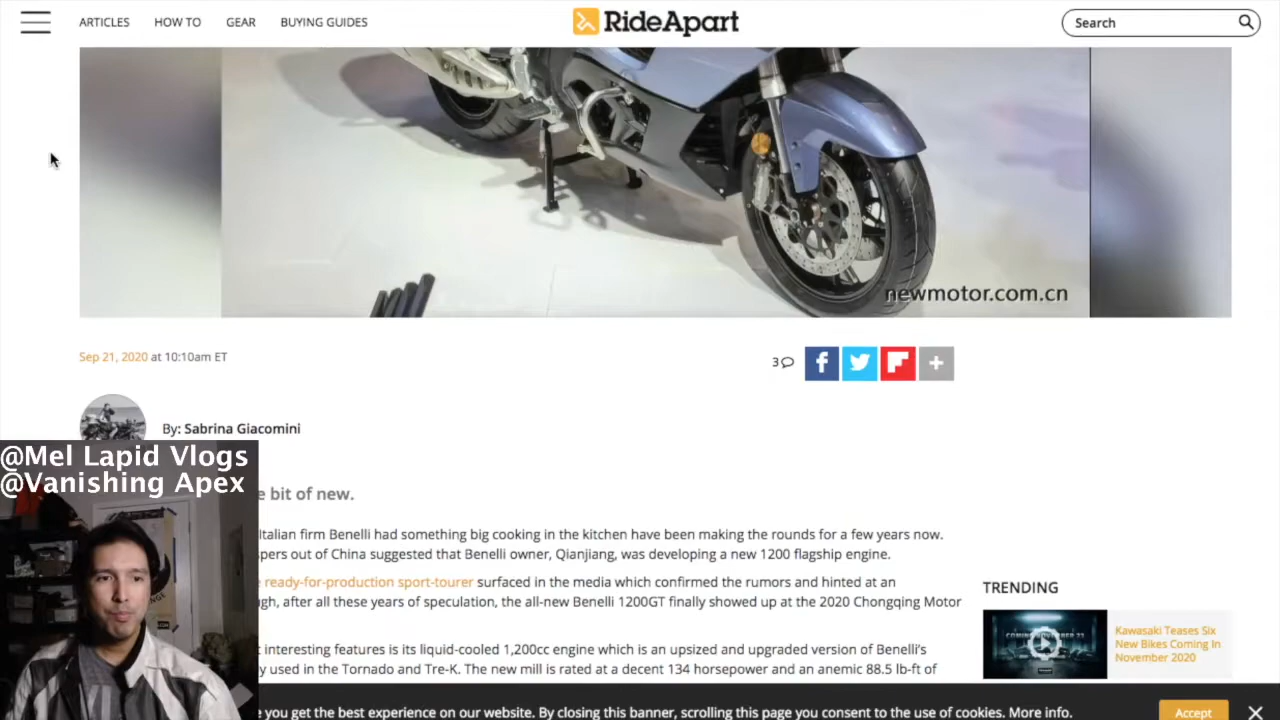 ARTICLES HOW TO GEAR BUYING GUIDES RideApart Search
newmotor.com.cn
Sep 21, 2020 at 10:10am ET 3
By: Sabrina Giacomini
@Mel Lapid Vlogs
@Vanishing Apex
bit of new.
Italian firm Benelli had something big cooking in the kitchen have been making the rounds for a few years now.
out of China suggested that Benelli owner, Qianjiang, was developing a new 1200 flagship engine.
ready-for-production sport-tourer surfaced in the media which confirmed the rumors and hinted at an
after all these years of speculation, the all-new Benelli 1200GT finally showed up at the 2020 Chongqing Motor
interesting features is its liquid-cooled 1,200cc engine which is an upsized and upgraded version of Benelli's
used in the Tornado and Tre-K. The new mill is rated at a decent 134 horsepower and an anemic 88.5 lb-ft of
TRENDING
COMING NOVEMBER 23
Kawasaki Teases Six
New Bikes Coming In
November 2020
you get the best experience on our website. By closing this banner, scrolling this page you consent to the use of cookies. More info. Accept